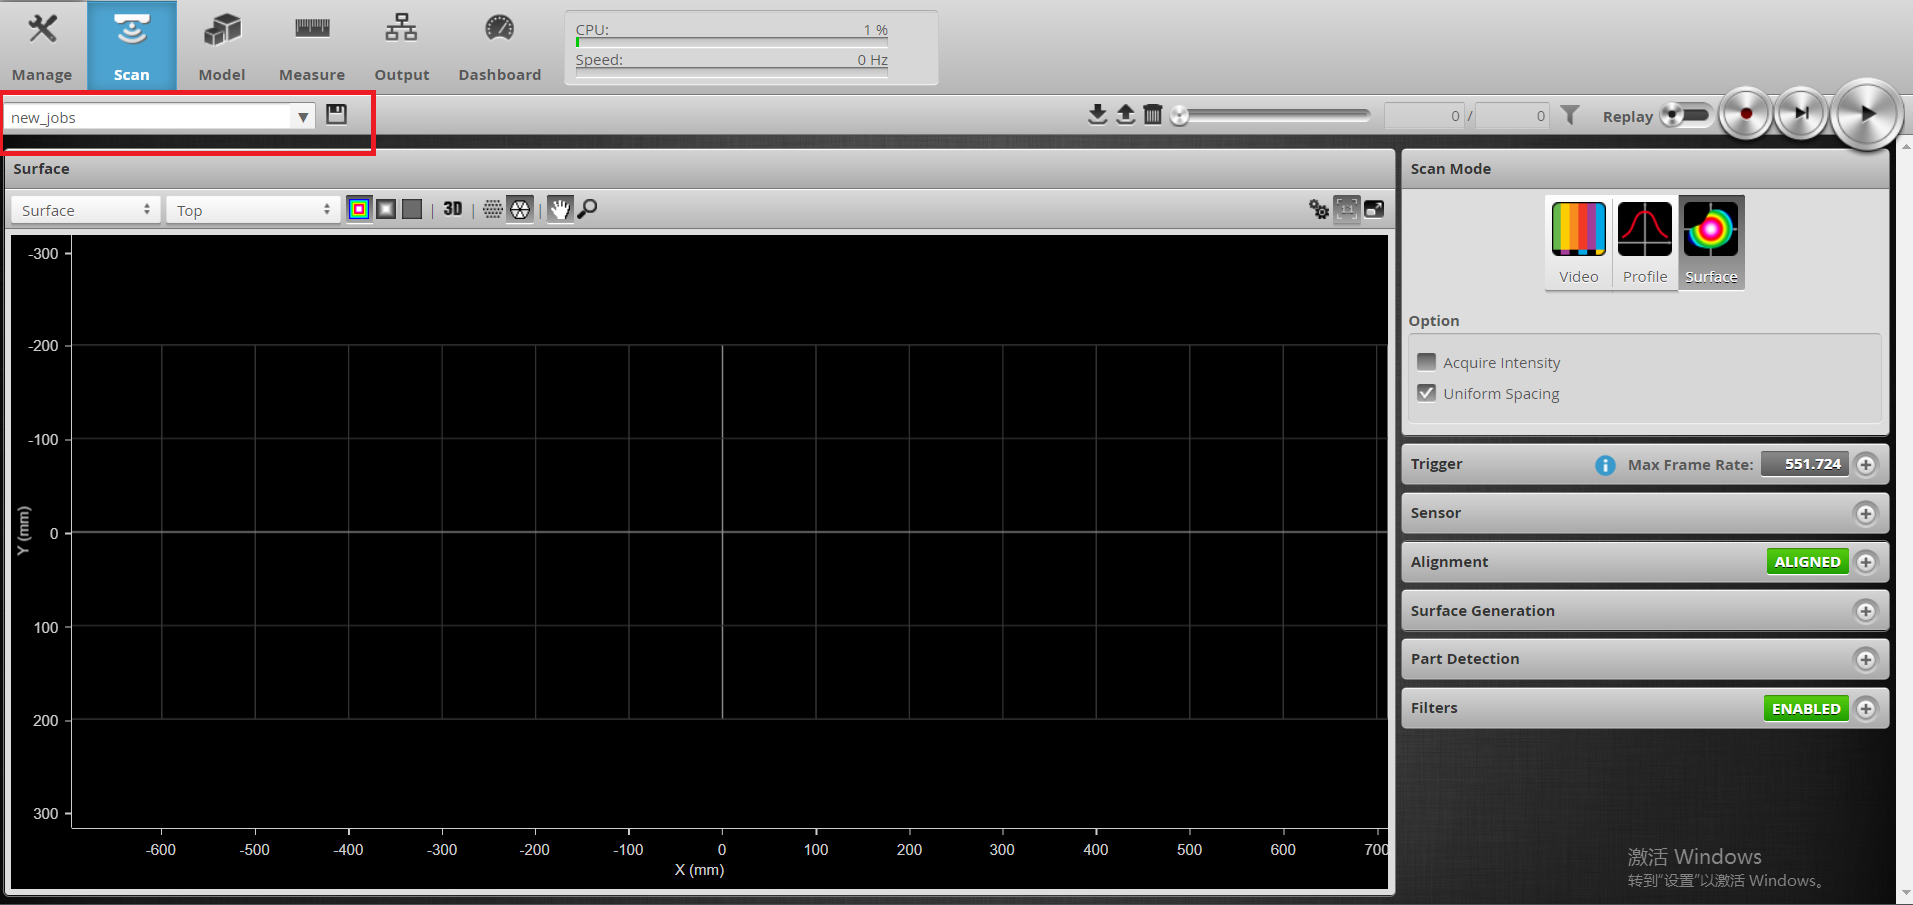 Manage Scan Model Measure Output Dashboard
CPU: 1 %
Speed: 0 Hz
new_jobs
0 / 0
Replay
Surface
Surface Top 3D 1:1
-300
-200
-100
0
100
200
300
Y (mm)
-600 -500 -400 -300 -200 -100 0 100 200 300 400 500 600 700
X (mm)
Scan Mode
Video Profile Surface
Option
Acquire Intensity
Uniform Spacing
Trigger Max Frame Rate: 551.724
Sensor
Alignment ALIGNED
Surface Generation
Part Detection
Filters ENABLED
激活 Windows
转到“设置”以激活 Windows。